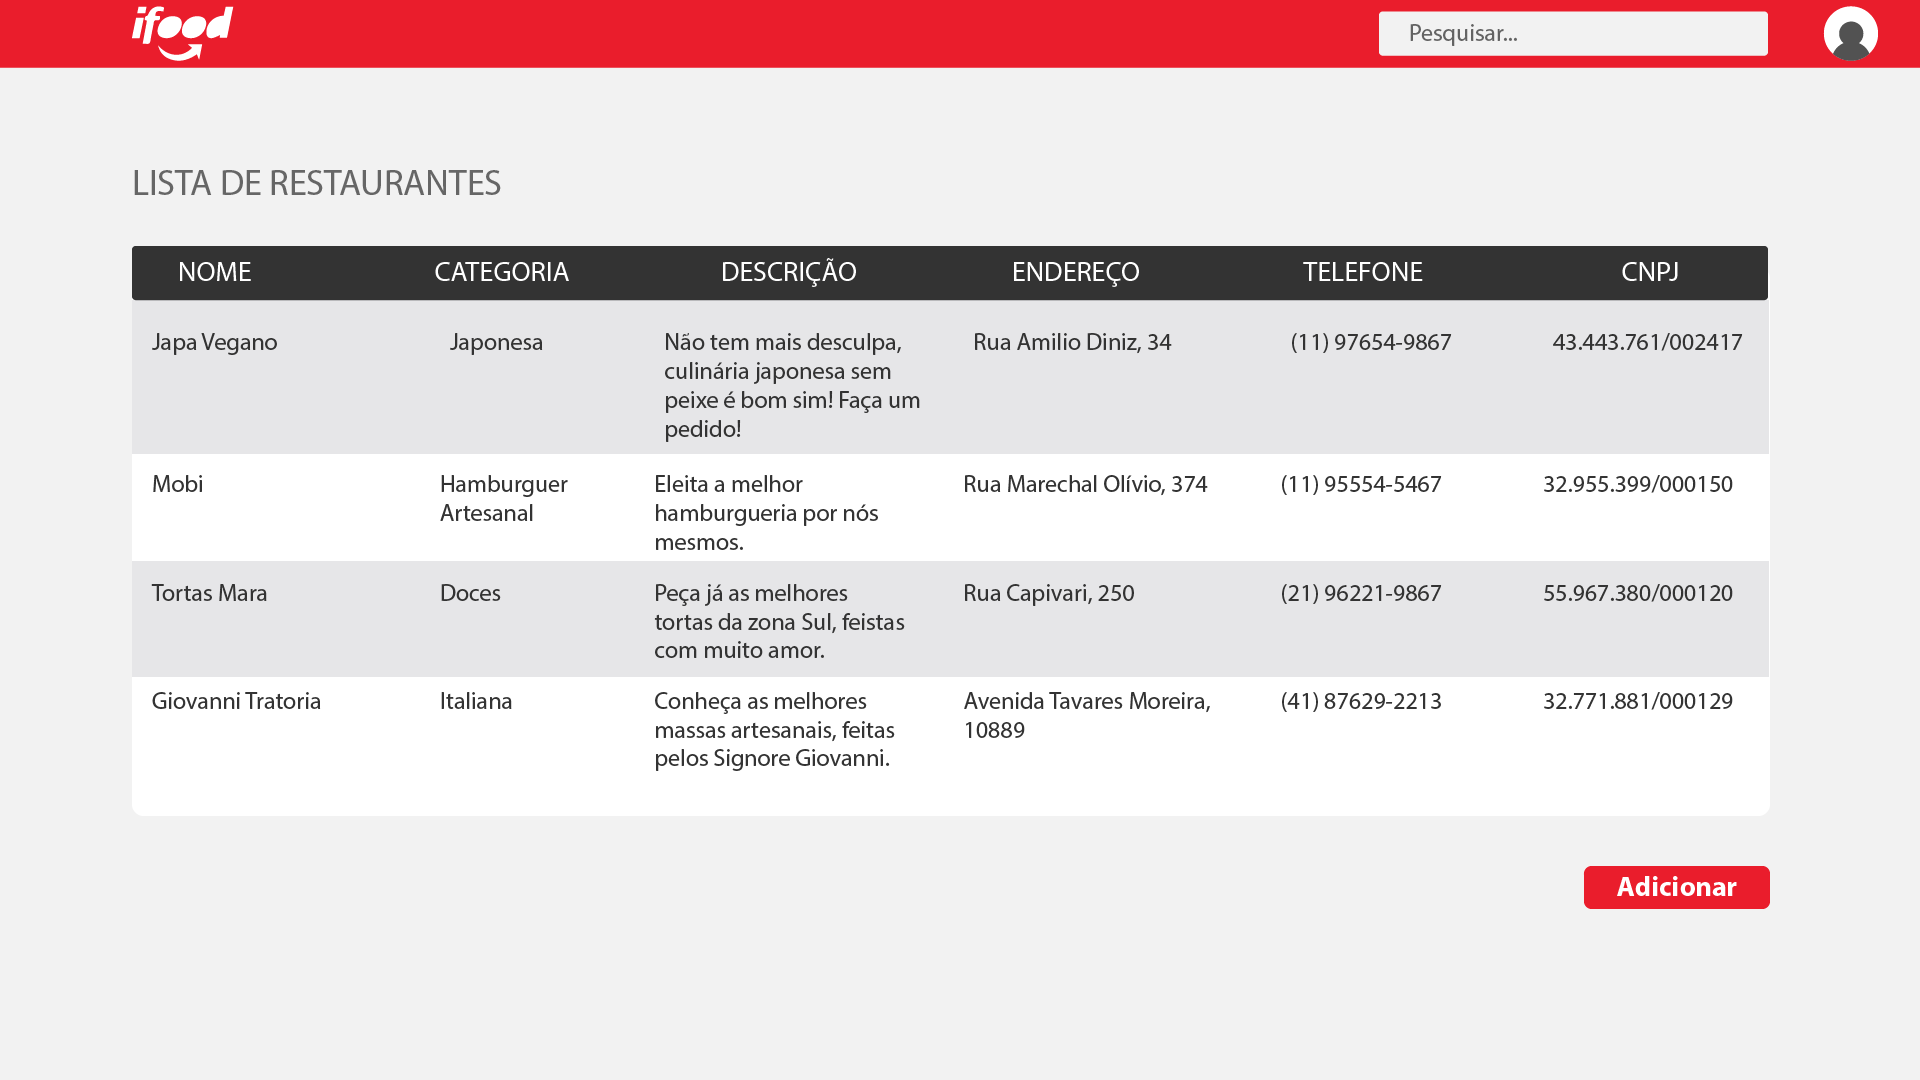 ifood
Pesquisar...
LISTA DE RESTAURANTES
NOME CATEGORIA DESCRIÇÃO ENDEREÇO TELEFONE CNPJ
Japa Vegano Japonesa Não tem mais desculpa, Rua Amilio Diniz, 34 (11) 97654-9867 43.443.761/002417
culinária japonesa sem
peixe é bom sim! Faça um
pedido!
Mobi Hamburguer Eleita a melhor Rua Marechal Olívio, 374 (11) 95554-5467 32.955.399/000150
Artesanal hamburgueria por nós
mesmos.
Tortas Mara Doces Peça já as melhores Rua Capivari, 250 (21) 96221-9867 55.967.380/000120
tortas da zona Sul, feistas
com muito amor.
Giovanni Tratoria Italiana Conheça as melhores Avenida Tavares Moreira, (41) 87629-2213 32.771.881/000129
massas artesanais, feitas 10889
pelos Signore Giovanni.
Adicionar